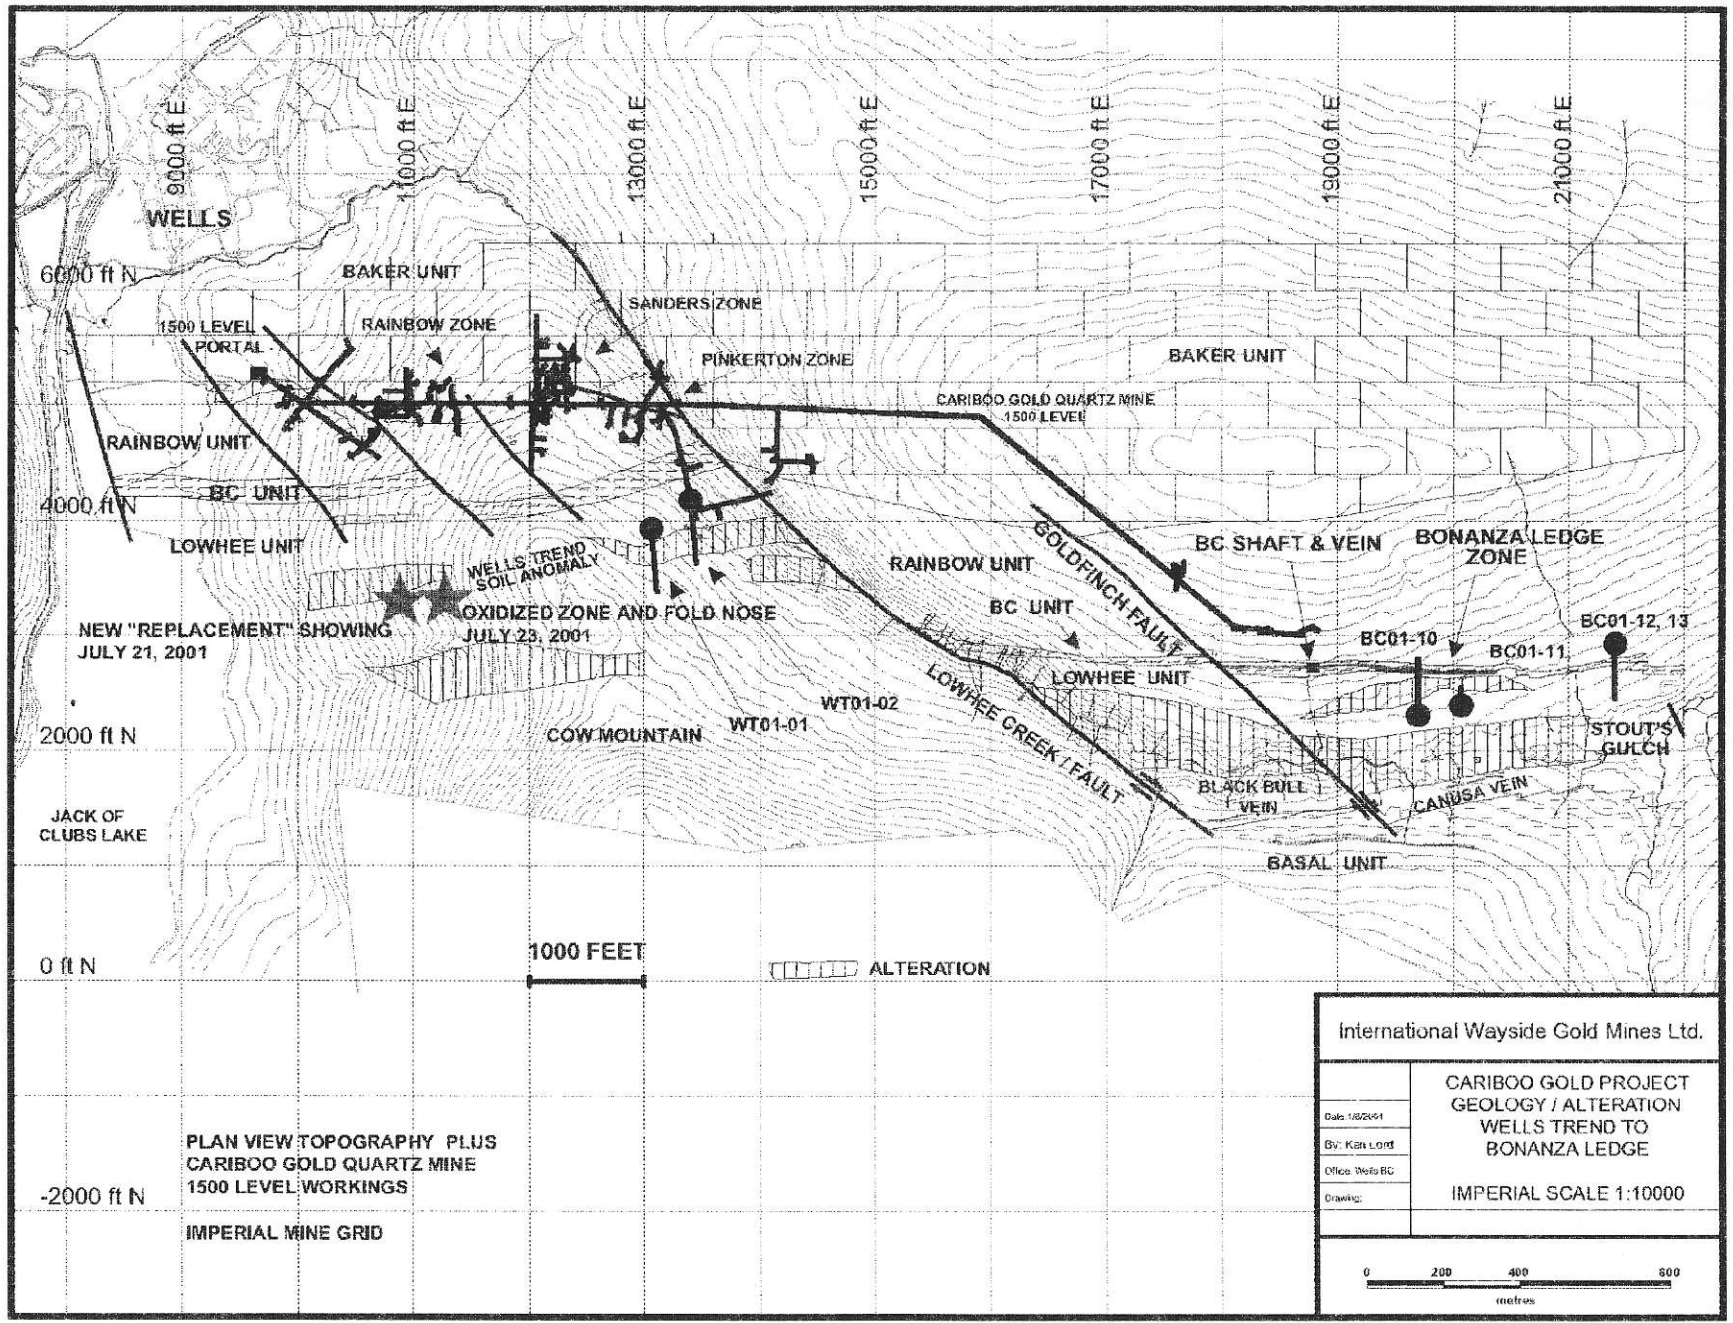 9000 ft E
11000 ft E
13000 ft E
15000 ft E
17000 ft E
19000 ft E
21000 ft E
WELLS
6000 ft N
BAKER UNIT
SANDERS ZONE
1500 LEVEL
PORTAL
RAINBOW ZONE
PINKERTON ZONE
BAKER UNIT
CARIBOO GOLD QUARTZ MINE
1500 LEVEL
RAINBOW UNIT
BC UNIT
4000 ft N
LOWHEE UNIT
WELLS TREND
SOIL ANOMALY
GOLDFINCH FAULT
BC SHAFT & VEIN
BONANZA LEDGE
ZONE
RAINBOW UNIT
BC UNIT
OXIDIZED ZONE AND FOLD NOSE
JULY 23, 2001
NEW "REPLACEMENT" SHOWING
JULY 21, 2001
BC01-10
BC01-11
BC01-12, 13
LOWHEE UNIT
LOWHEE CREEK / FAULT
WT01-02
WT01-01
COW MOUNTAIN
2000 ft N
STOUT'S
GULCH
BLACK BULL
VEIN
CANUSA VEIN
JACK OF
CLUBS LAKE
BASAL UNIT
1000 FEET
0 ft N
ALTERATION
International Wayside Gold Mines Ltd.
CARIBOO GOLD PROJECT
GEOLOGY / ALTERATION
WELLS TREND TO
BONANZA LEDGE
IMPERIAL SCALE 1:10000
By: Ken Lord
Office: Wells BC
Drawing:
PLAN VIEW TOPOGRAPHY PLUS
CARIBOO GOLD QUARTZ MINE
1500 LEVEL WORKINGS
-2000 ft N
IMPERIAL MINE GRID
0 200 400 800
metres